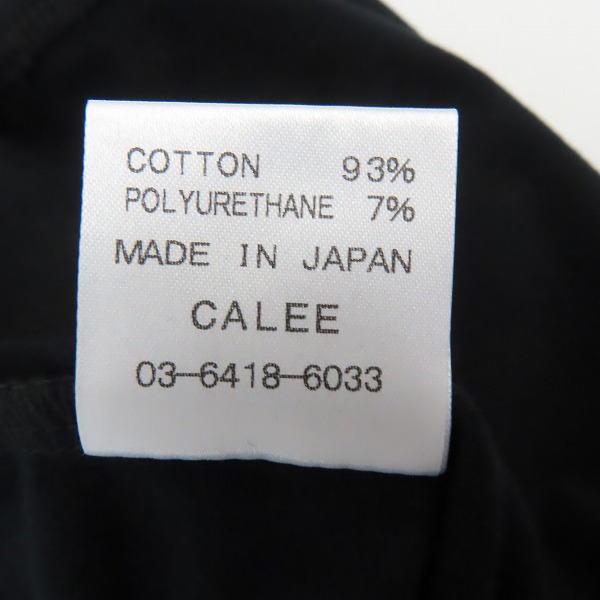 COTTON 93%
POLYURETHANE 7%
MADE IN JAPAN
CALEE
03-6418-6033